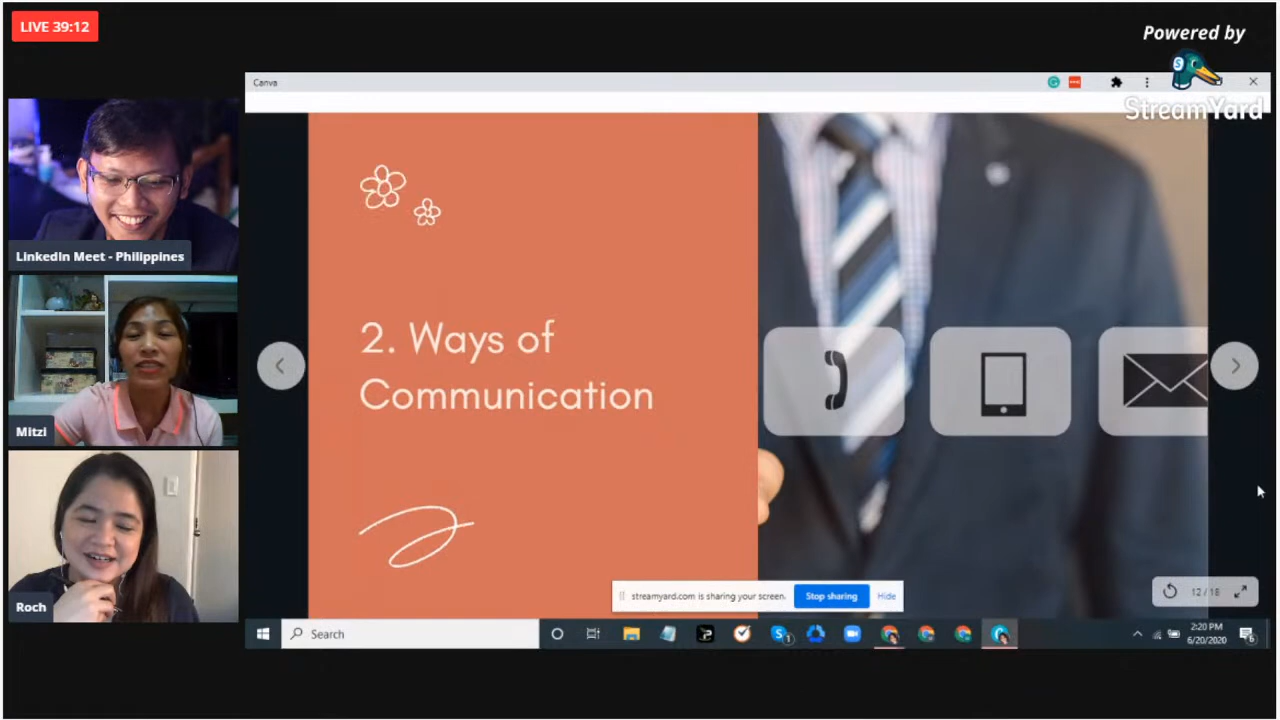 LIVE 39:12
Powered by
StreamYard
Canva
LinkedIn Meet - Philippines
Mitzi
Roch
2. Ways of
Communication
streamyard.com is sharing your screen.
Stop sharing
Hide
12 / 18
Search
2:20 PM
6/20/2020